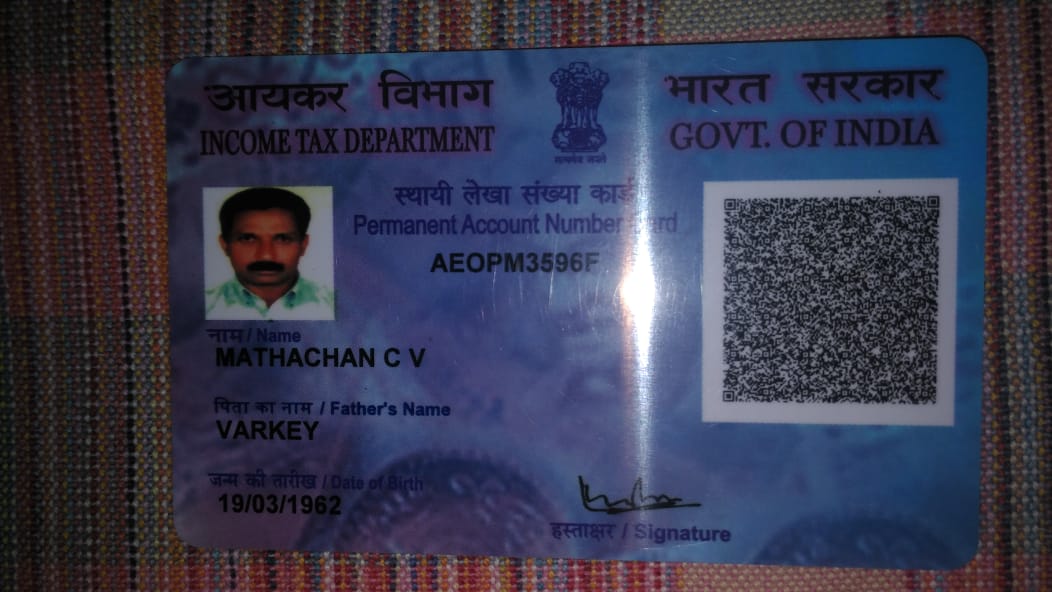 आयकर विभाग
INCOME TAX DEPARTMENT
सत्यमेव जयते
भारत सरकार
GOVT. OF INDIA
स्थायी लेखा संख्या कार्ड
Permanent Account Number Card
AEOPM3596F
नाम / Name
MATHACHAN C V
पिता का नाम / Father's Name
VARKEY
जन्म की तारीख / Date of Birth
19/03/1962
हस्ताक्षर / Signature